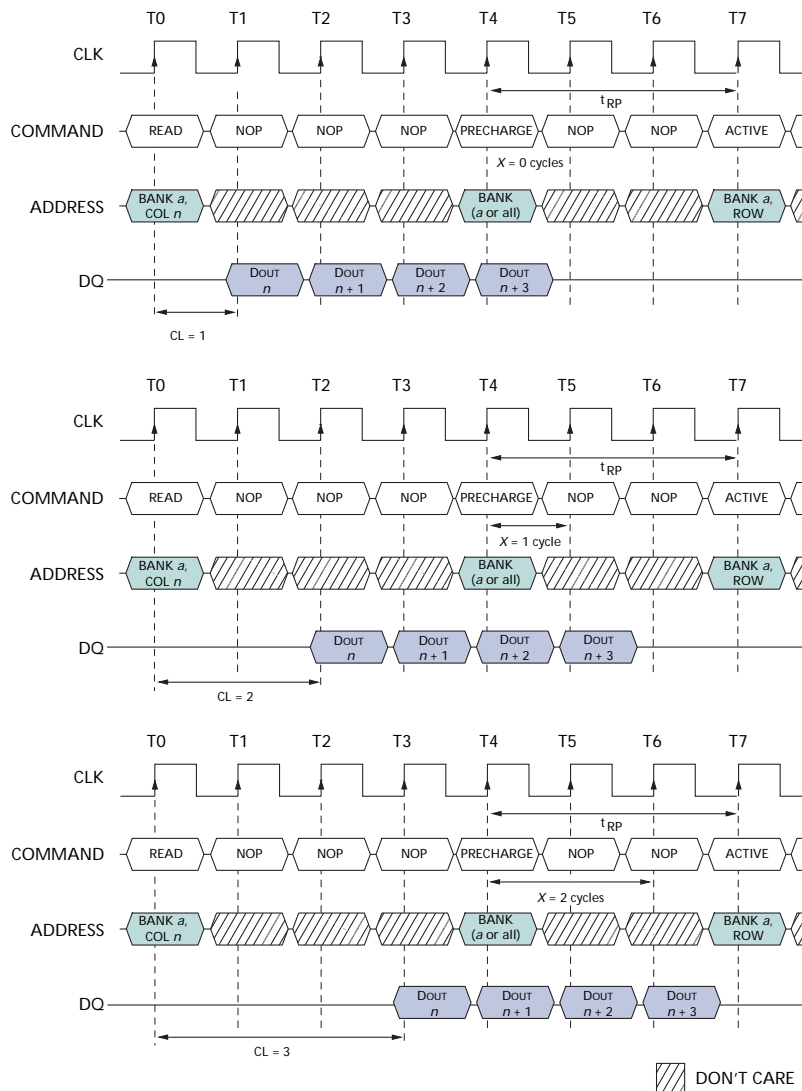 T0 T1 T2 T3 T4 T5 T6 T7
CLK
t RP
COMMAND READ NOP NOP NOP PRECHARGE NOP NOP ACTIVE
X = 0 cycles
ADDRESS BANK a, COL n BANK (a or all) BANK a, ROW
DQ DOUT n DOUT n + 1 DOUT n + 2 DOUT n + 3
CL = 1
T0 T1 T2 T3 T4 T5 T6 T7
CLK
t RP
COMMAND READ NOP NOP NOP PRECHARGE NOP NOP ACTIVE
X = 1 cycle
ADDRESS BANK a, COL n BANK (a or all) BANK a, ROW
DQ DOUT n DOUT n + 1 DOUT n + 2 DOUT n + 3
CL = 2
T0 T1 T2 T3 T4 T5 T6 T7
CLK
t RP
COMMAND READ NOP NOP NOP PRECHARGE NOP NOP ACTIVE
X = 2 cycles
ADDRESS BANK a, COL n BANK (a or all) BANK a, ROW
DQ DOUT n DOUT n + 1 DOUT n + 2 DOUT n + 3
CL = 3
DON'T CARE